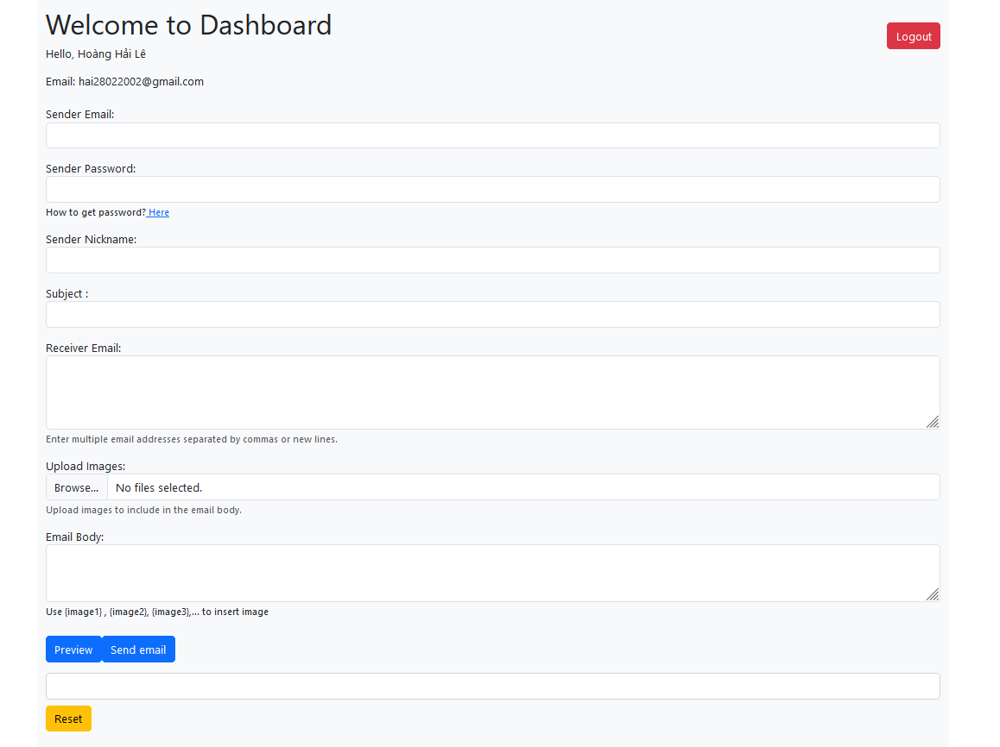 Welcome to Dashboard
Logout
Hello, Hoàng Hải Lê
Email: hai28022002@gmail.com
Sender Email:
Sender Password:
How to get password? Here
Sender Nickname:
Subject :
Receiver Email:
Enter multiple email addresses separated by commas or new lines.
Upload Images:
Browse... No files selected.
Upload images to include in the email body.
Email Body:
Use {image1} , {image2}, {image3},... to insert image
Preview Send email
Reset